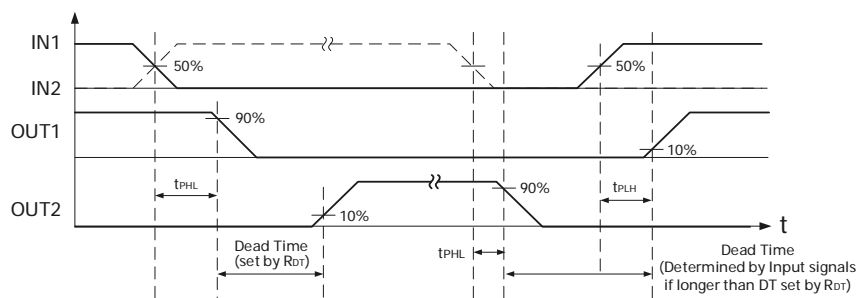 IN1
50%
50%
IN2
90%
OUT1
10%
tPHL
tPLH
90%
OUT2
10%
t
tPHL
Dead Time
(set by RDT)
Dead Time
(Determined by Input signals
if longer than DT set by RDT)